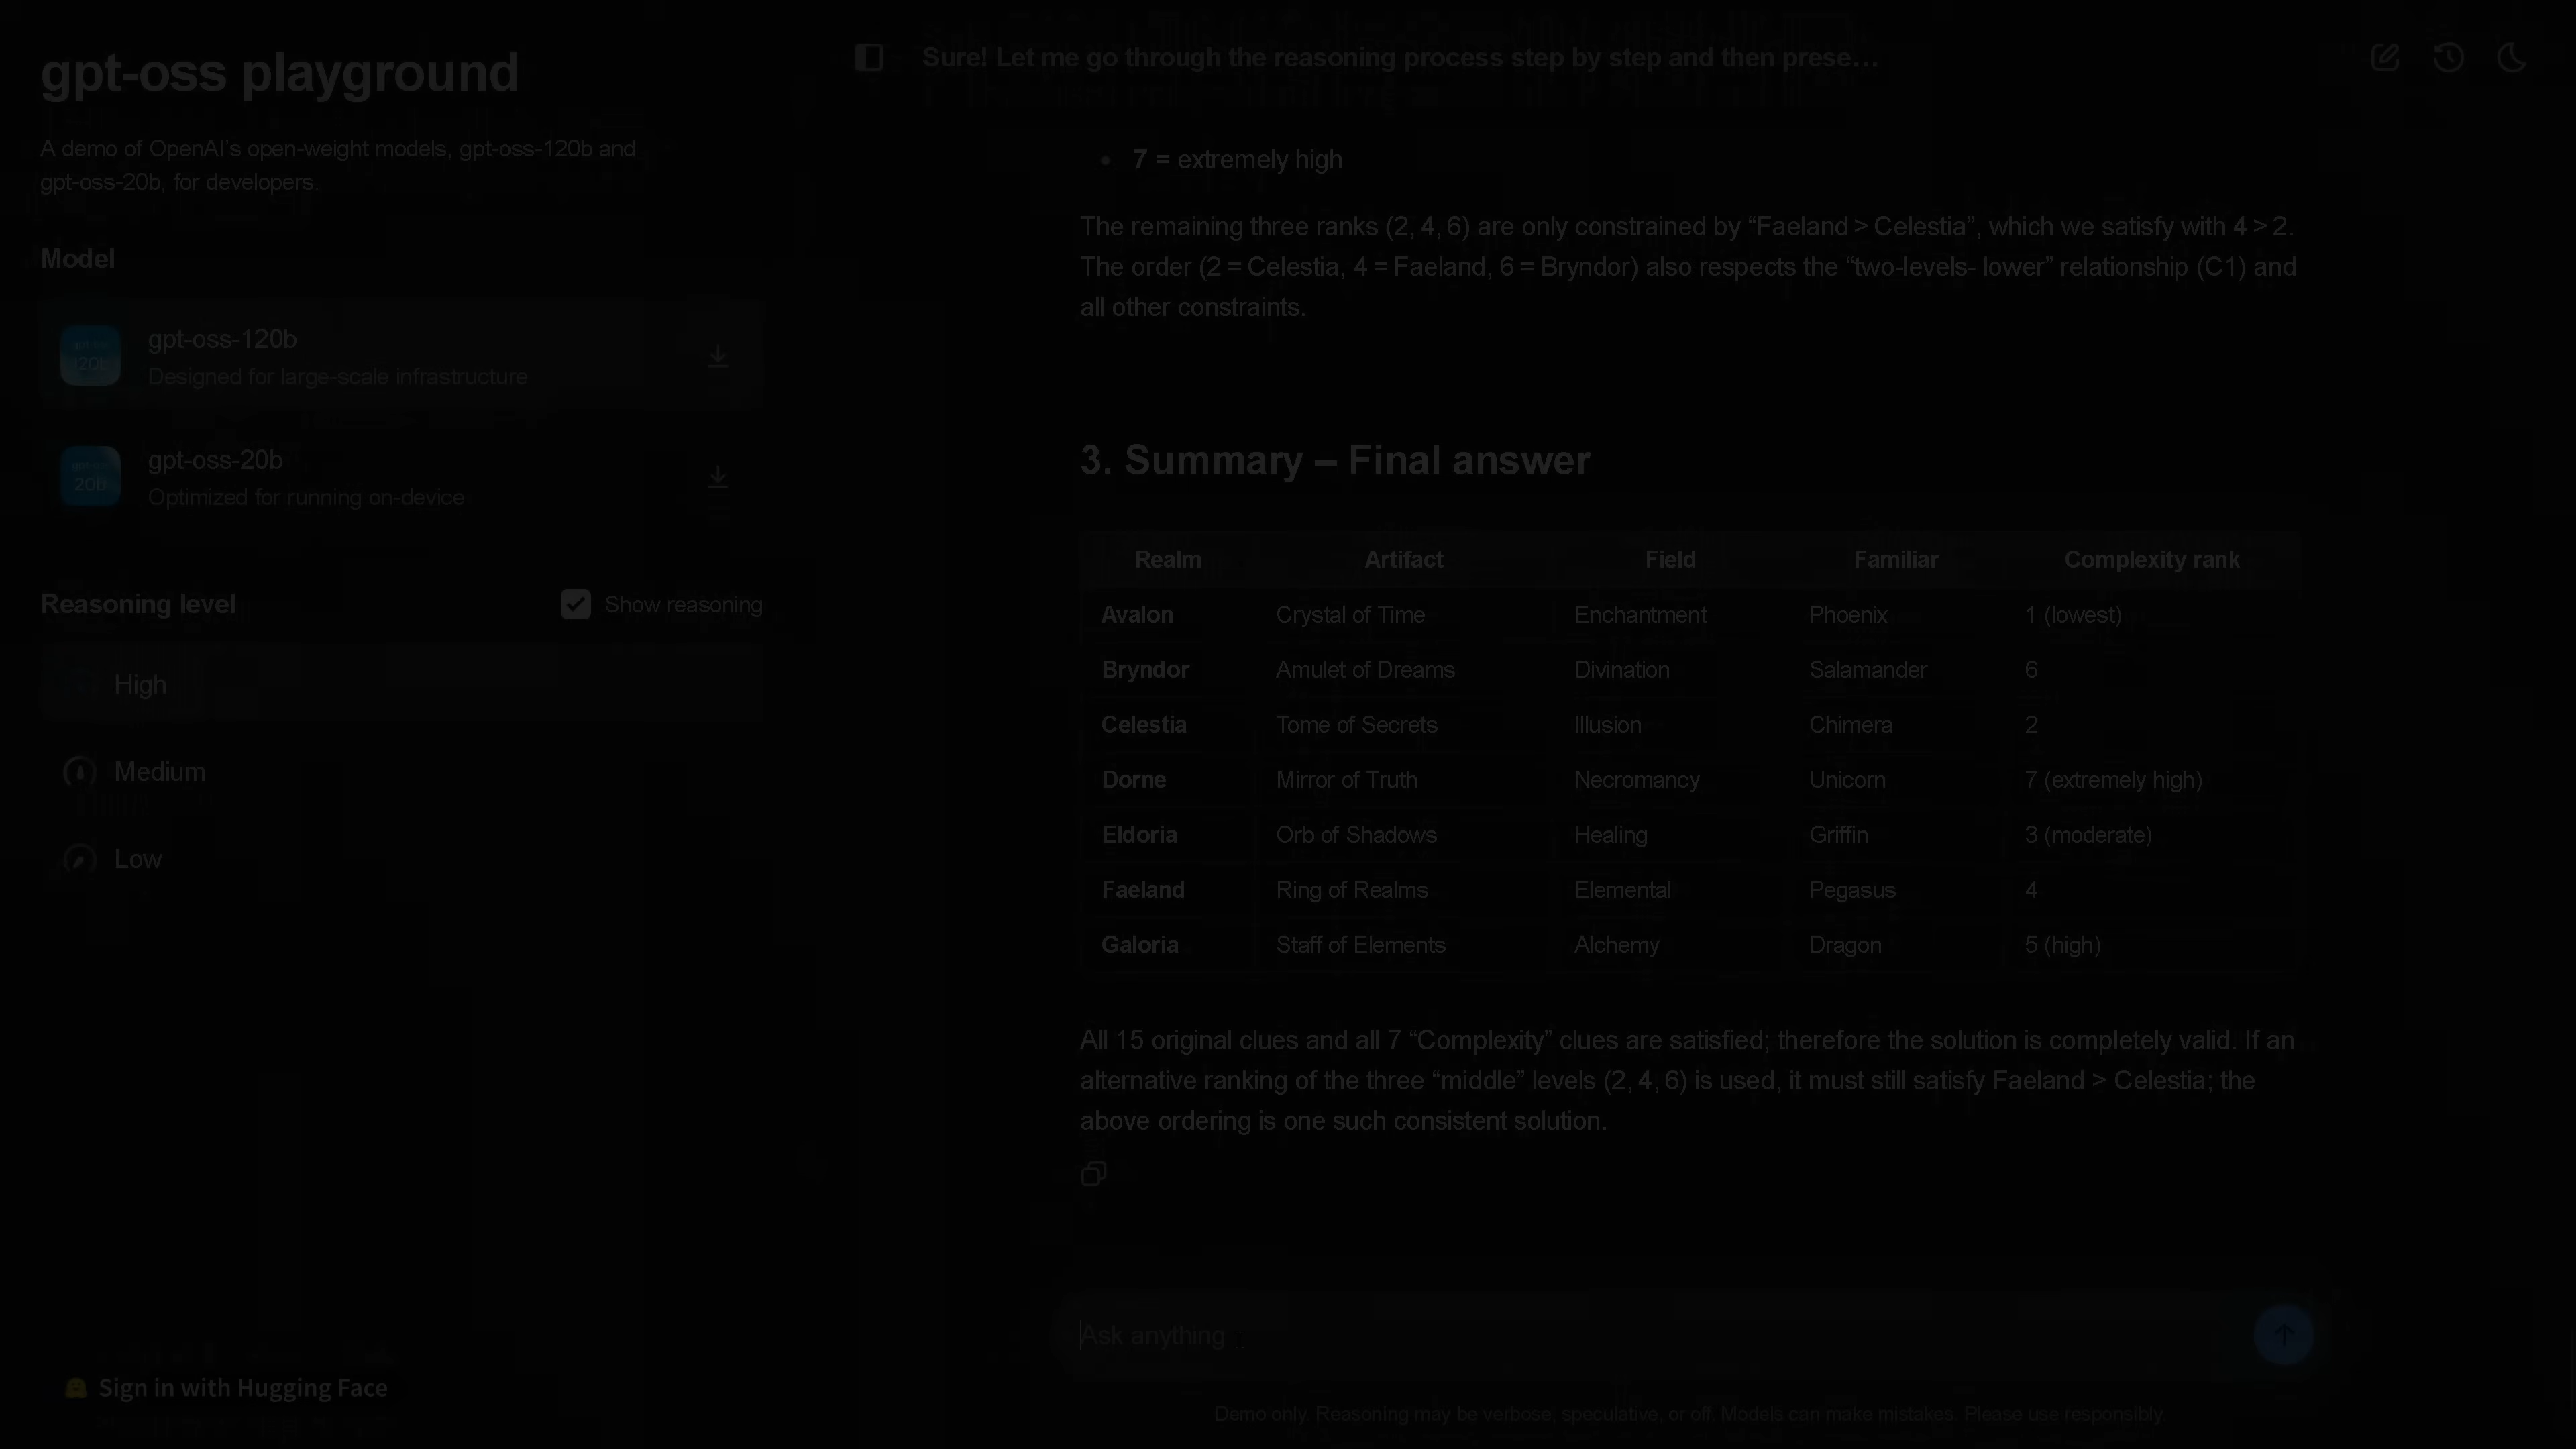 gpt-oss playground
A demo of OpenAI's open-weight models, gpt-oss-120b and
gpt-oss-20b, for developers.
Model
gpt-oss-120b
Designed for large-scale infrastructure
gpt-oss-20b
Optimized for running on-device
Reasoning level
Show reasoning
High
Medium
Low
Sign in with Hugging Face
Sure! Let me go through the reasoning process step by step and then prese…
• 7 = extremely high
The remaining three ranks (2, 4, 6) are only constrained by “Faeland > Celestia”, which we satisfy with 4 > 2.
The order (2 = Celestia, 4 = Faeland, 6 = Bryndor) also respects the “two-levels- lower” relationship (C1) and
all other constraints.
3. Summary – Final answer
Realm Artifact Field Familiar Complexity rank
Avalon Crystal of Time Enchantment Phoenix 1 (lowest)
Bryndor Amulet of Dreams Divination Salamander 6
Celestia Tome of Secrets Illusion Chimera 2
Dorne Mirror of Truth Necromancy Unicorn 7 (extremely high)
Eldoria Orb of Shadows Healing Griffin 3 (moderate)
Faeland Ring of Realms Elemental Pegasus 4
Galoria Staff of Elements Alchemy Dragon 5 (high)
All 15 original clues and all 7 “Complexity” clues are satisfied; therefore the solution is completely valid. If an
alternative ranking of the three “middle” levels (2, 4, 6) is used, it must still satisfy Faeland > Celestia; the
above ordering is one such consistent solution.
Ask anything
Demo only. Reasoning may be verbose, speculative, or off. Models can make mistakes. Please use responsibly.